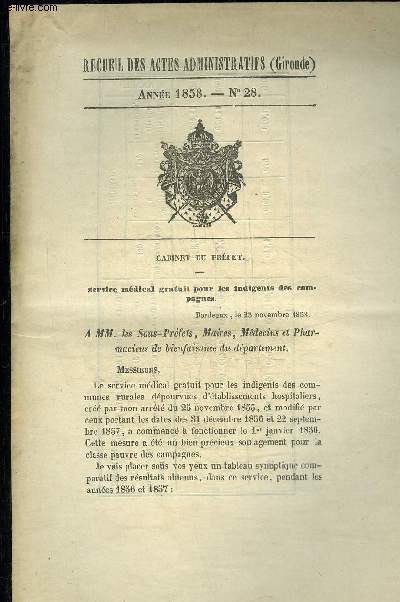 RECUEIL DES ACTES ADMINISTRATIFS (Gironde)
ANNÉE 1858. — N° 28.
CABINET DU PRÉFET.
Service médical gratuit pour les indigents des cam-
pagnes.
Bordeaux, le 23 novembre 1858.
A MM. les Sous-Préfets, Maires, Médecins et Phar-
maciens de bienfaisance du département.
MESSIEURS,
Le service médical gratuit pour les indigents des com-
munes rurales dépourvues d'établissements hospitaliers,
créé par mon arrêté du 25 novembre 1855, et modifié par
ceux portant les dates des 31 décembre 1856 et 22 septem-
bre 1857, a commencé à fonctionner le 1er janvier 1856.
Cette mesure a été un bien précieux soulagement pour la
classe pauvre des campagnes.
Je vais placer sous vos yeux un tableau synoptique com-
paratif des résultats obtenus, dans ce service, pendant les
années 1856 et 1857 :